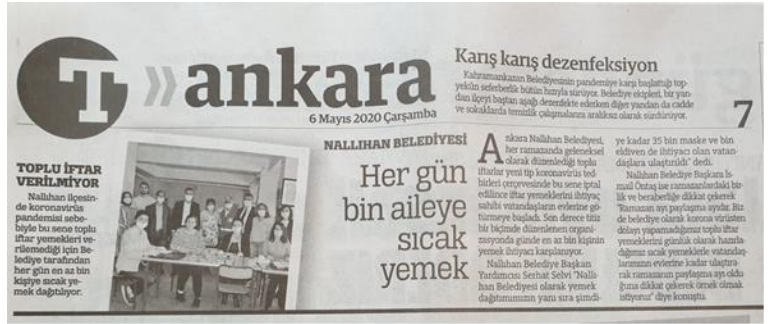 T
ankara
6 Mayıs 2020 Çarşamba
Karış karış dezenfeksiyon
Kahramankazan Belediyesinin pandemiye karşı başlattığı top-
yekûn seferberlik bütün hızıyla sürüyor. Belediye ekipleri, bir yan-
dan ilçeyi baştan aşağı dezenfekte ederken diğer yandan da cadde
ve sokaklarda temizlik çalışmalarını aralıksız olarak sürdürüyor.
7
TOPLU İFTAR
VERİLMİYOR
Nallıhan ilçesin-
de koronavirüs
pandemisi sebe-
biyle bu sene toplu
iftar yemekleri ve-
rilemediği için Be-
lediye tarafından
her gün en az bin
kişiye sıcak ye-
mek dağıtılıyor.
NALLIHAN BELEDİYESİ
Her gün
bin aileye
sıcak
yemek
Ankara Nallıhan Belediyesi,
her ramazanda geleneksel
olarak düzenlediği toplu
iftarlar yeni tip koronavirüs ted-
birleri çerçevesinde bu sene iptal
edilince iftar yemeklerini ihtiyaç
sahibi vatandaşların evlerine gö-
türmeye başladı. Son derece titiz
bir biçimde düzenlenen organi-
zasyonda günde en az bin kişinin
yemek ihtiyacı karşılanıyor.
Nallıhan Belediye Başkan
Yardımcısı Serhat Selvi "Nallı-
han Belediyesi olarak yemek
dağıtımımızın yanı sıra şimdi-
ye kadar 35 bin maske ve bin
eldiven de ihtiyacı olan vatan-
daşlara ulaştırıldı" dedi.
Nallıhan Belediye Başkanı İs-
mail Öntaş ise ramazanlardaki bir-
lik ve beraberliğe dikkat çekerek
"Ramazan ayı paylaşma ayıdır. Biz
de belediye olarak korona virüsten
dolayı yapamadığımız toplu iftar
yemeklerini günlük olarak hazırla-
dığımız sıcak yemeklerle vatandaş-
larımızın evlerine kadar ulaştıra-
rak ramazanın paylaşma ayı oldu
ğuna dikkat çekerek örnek olmak
istiyoruz" diye konuştu.